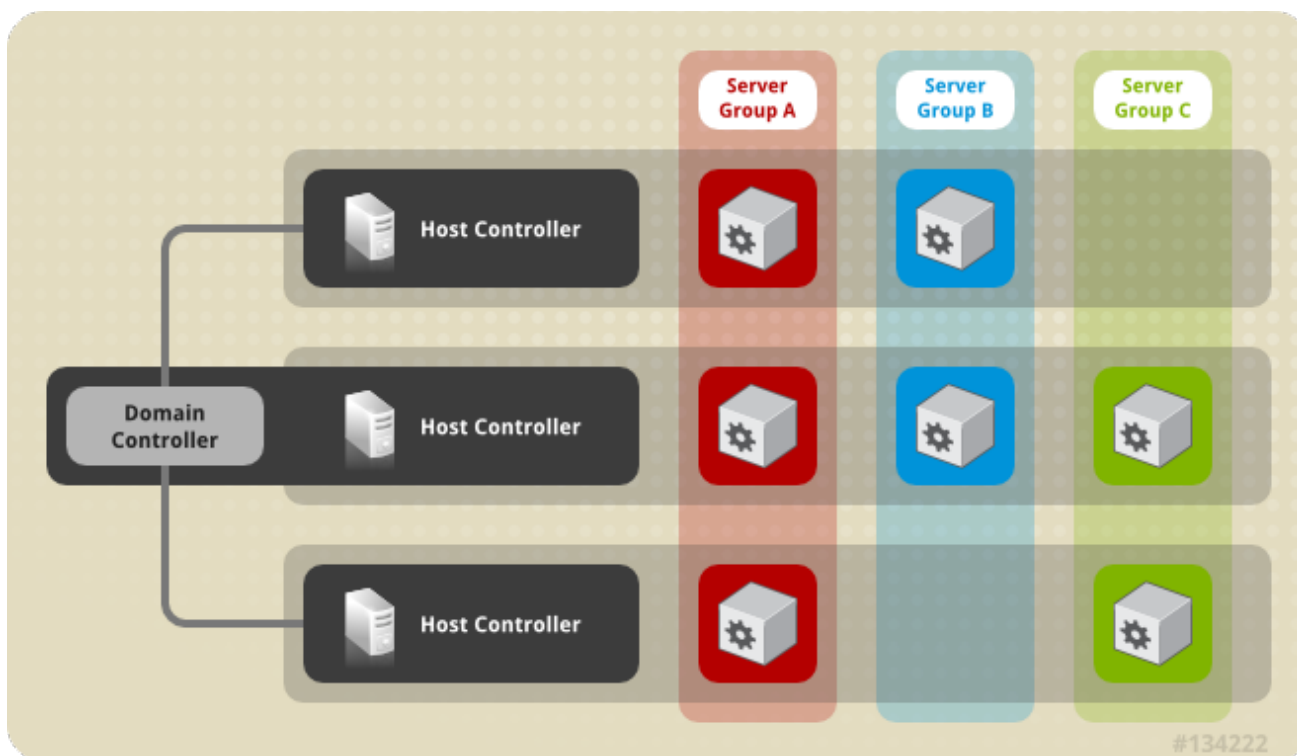 Server
Group A
Server
Group B
Server
Group C
Host Controller
Domain
Controller
Host Controller
Host Controller
#134222